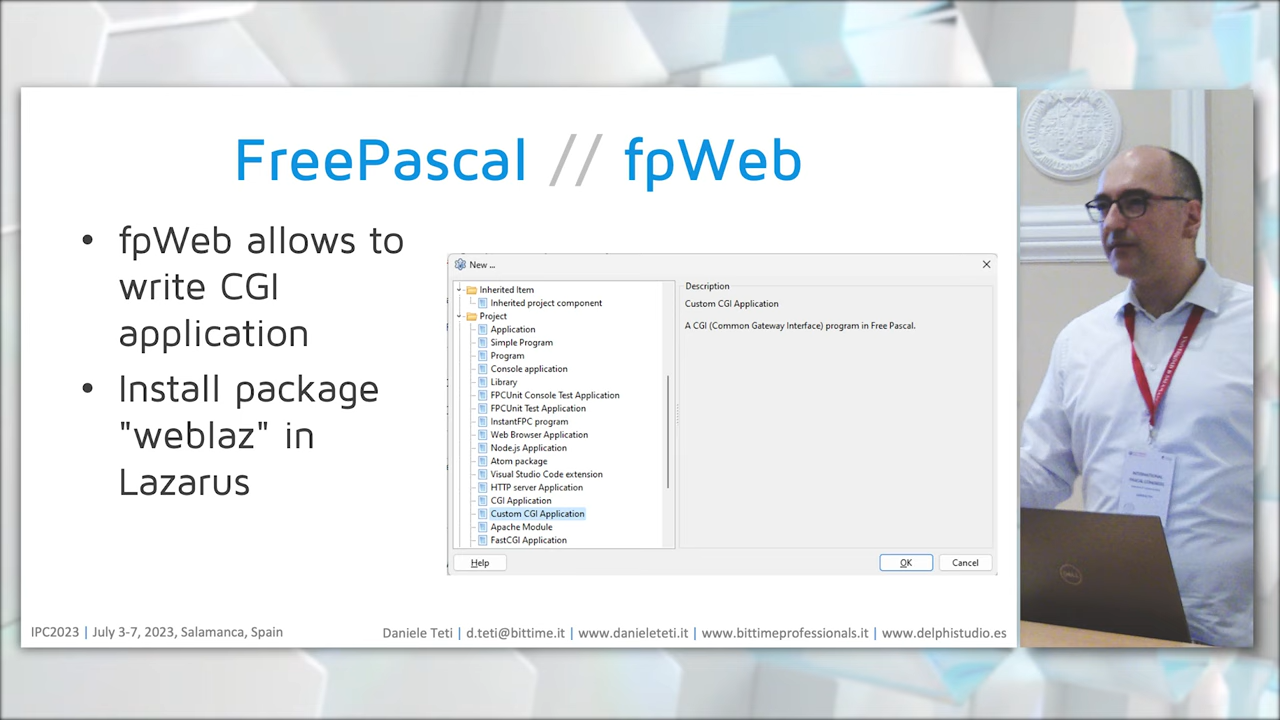 FreePascal // fpWeb
• fpWeb allows to
write CGI
application
• Install package
"weblaz" in
Lazarus
New ...
Inherited Item
Inherited project component
Project
Application
Simple Program
Program
Console application
Library
FPCUnit Console Test Application
FPCUnit Test Application
InstantFPC program
Web Browser Application
Node.js Application
Atom package
Visual Studio Code extension
HTTP server Application
CGI Application
Custom CGI Application
Apache Module
FastCGI Application
Description
Custom CGI Application
A CGI (Common Gateway Interface) program in Free Pascal.
Help
OK
Cancel
IPC2023 | July 3-7, 2023, Salamanca, Spain
Daniele Teti | d.teti@bittime.it | www.danieleteti.it | www.bittimeprofessionals.it | www.delphistudio.es
INTERNATIONAL
PASCAL CONGRESS
DELL